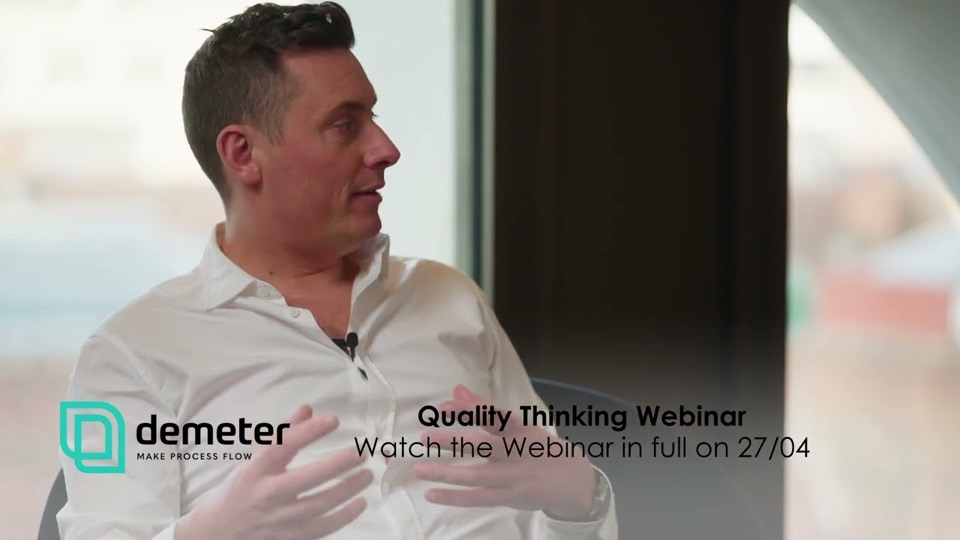 demeter
MAKE PROCESS FLOW
Quality Thinking Webinar
Watch the Webinar in full on 27/04